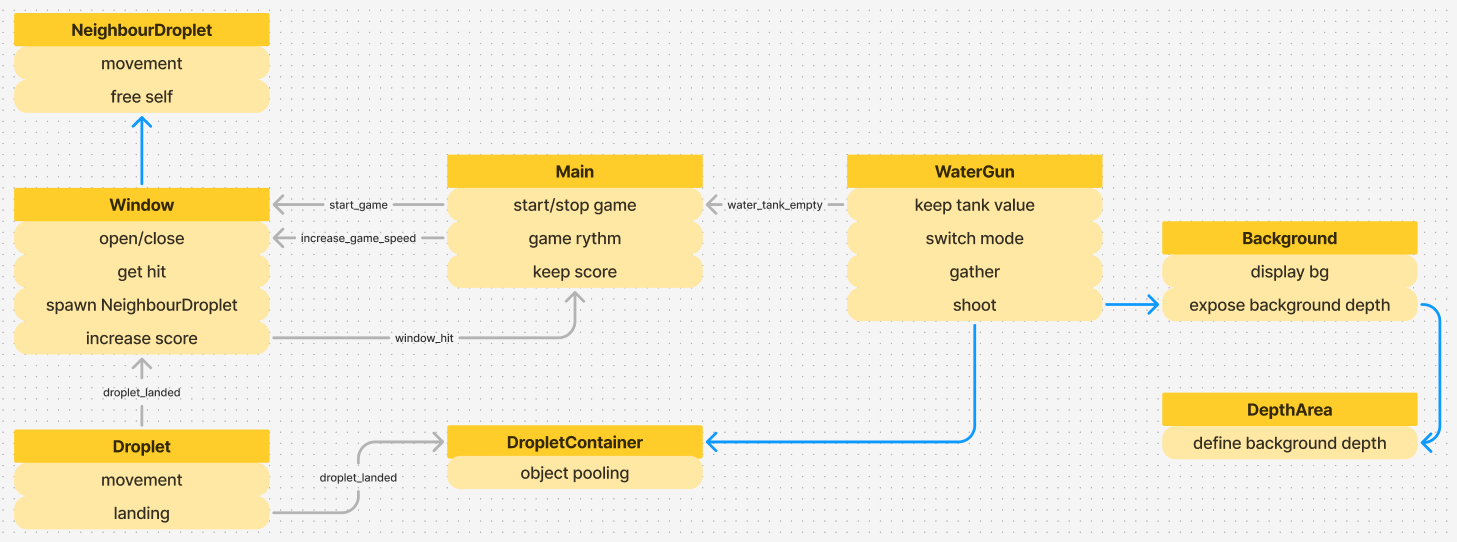 NeighbourDroplet
movement
free self
Window
open/close
get hit
spawn NeighbourDroplet
increase score
droplet_landed
Droplet
movement
landing
start_game
increase_game_speed
window_hit
droplet_landed
Main
start/stop game
game rythm
keep score
DropletContainer
object pooling
water_tank_empty
WaterGun
keep tank value
switch mode
gather
shoot
Background
display bg
expose background depth
DepthArea
define background depth